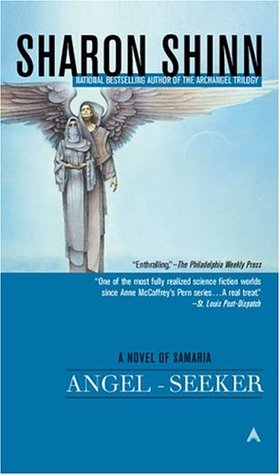 SHARON SHINN
NATIONAL BESTSELLING AUTHOR OF THE ARCHANGEL TRILOGY
"Enthralling."–The Philadelphia Weekly Press
"One of the most fully realized science fiction worlds
since Anne McCaffrey's Pern series...A real treat."
–St. Louis Post-Dispatch
A NOVEL OF SAMARIA
ANGEL - SEEKER